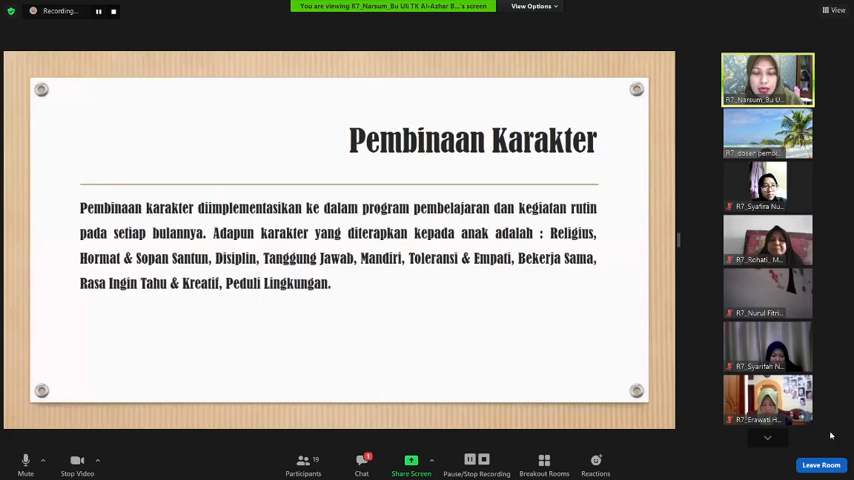 Recording...
You are viewing R7_Narsum_Bu Uli TK Al-Azhar B...'s screen
View Options
View
Pembinaan Karakter
Pembinaan karakter diimplementasikan ke dalam program pembelajaran dan kegiatan rutin
pada setiap bulannya. Adapun karakter yang diterapkan kepada anak adalah : Religius,
Hormat & Sopan Santun, Disiplin, Tanggung Jawab, Mandiri, Toleransi & Empati, Bekerja Sama,
Rasa Ingin Tahu & Kreatif, Peduli Lingkungan.
R7_Narsum_Bu U...
R7_dosen pembi...
R7_Syafira Nu...
R7_Rohati_ M...
R7_Nurul Fitri...
R7_Syarifah N...
R7_Erawati H...
Mute
Stop Video
Participants
19
Chat
1
Share Screen
Pause/Stop Recording
Breakout Rooms
Reactions
Leave Room